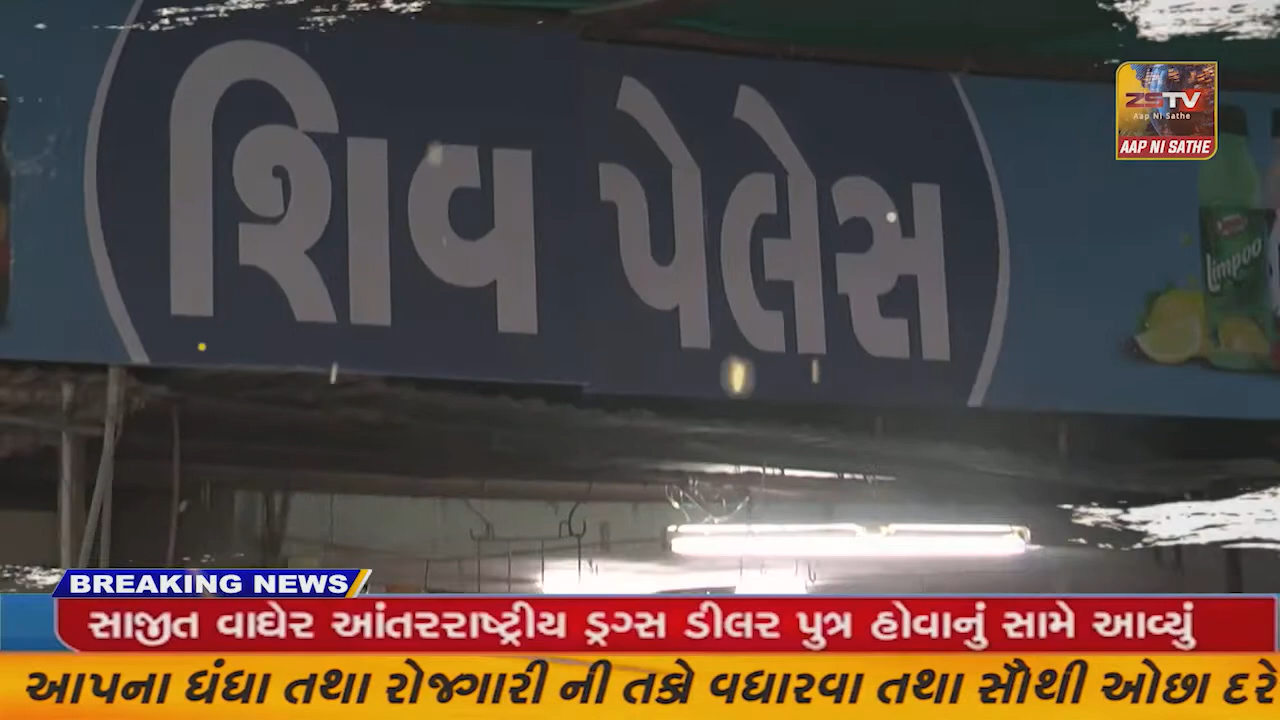 શિવ પેલેસ
ZSTV
Aap Ni Sathe
AAP NI SATHE
limpoo
BREAKING NEWS
સાજીત વાઘેર આંતરરાષ્ટ્રીય ડ્રગ્સ ડીલર પુત્ર હોવાનું સામે આવ્યું
આપના ધંધા તથા રોજગારી ની તકો વધારવા તથા સૌથી ઓછા દરે